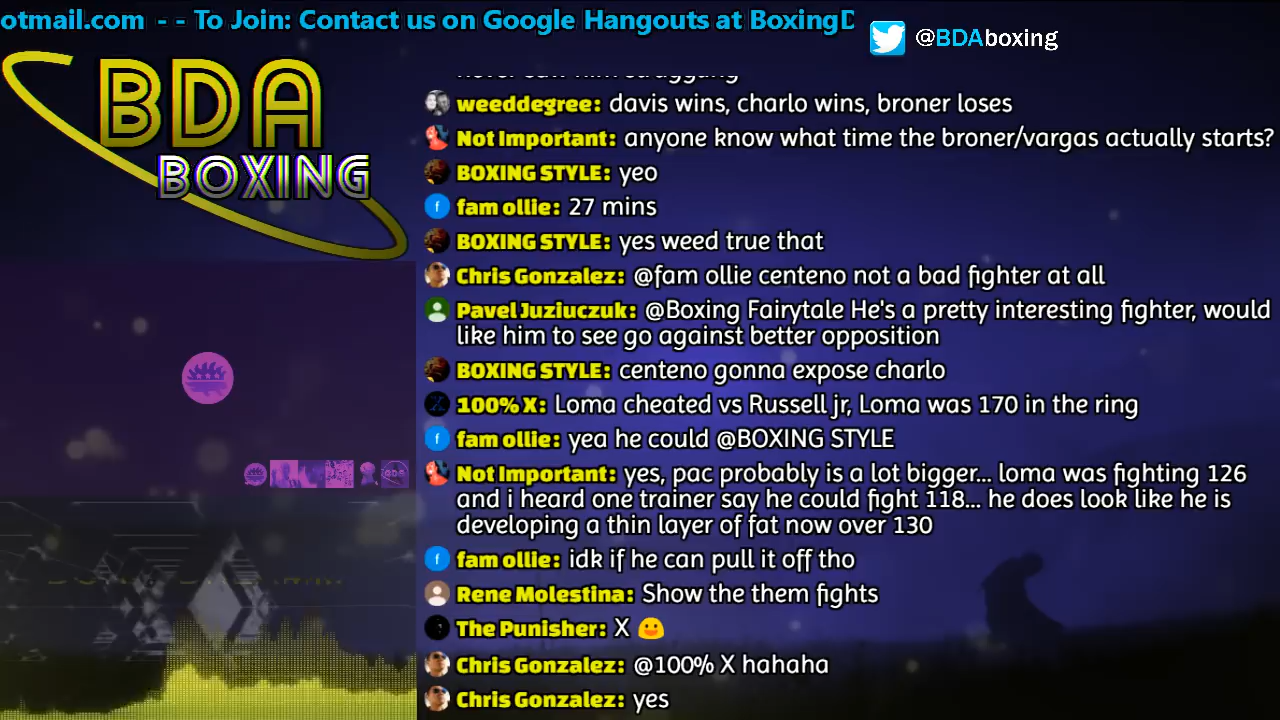 otmail.com - - To Join: Contact us on Google Hangouts at BoxingD
@BDAboxing
BDA
BOXING
weeddegree: davis wins, charlo wins, broner loses
Not Important: anyone know what time the broner/vargas actually starts?
BOXING STYLE: yeo
fam ollie: 27 mins
BOXING STYLE: yes weed true that
Chris Gonzalez: @fam ollie centeno not a bad fighter at all
Pavel Juziuczuk: @Boxing Fairytale He's a pretty interesting fighter, would
like him to see go against better opposition
BOXING STYLE: centeno gonna expose charlo
100% X: Loma cheated vs Russell jr, Loma was 170 in the ring
fam ollie: yea he could @BOXING STYLE
Not Important: yes, pac probably is a lot bigger... loma was fighting 126
and i heard one trainer say he could fight 118... he does look like he is
developing a thin layer of fat now over 130
fam ollie: idk if he can pull it off tho
Rene Molestina: Show the them fights
The Punisher: X 😛
Chris Gonzalez: @100% X hahaha
Chris Gonzalez: yes